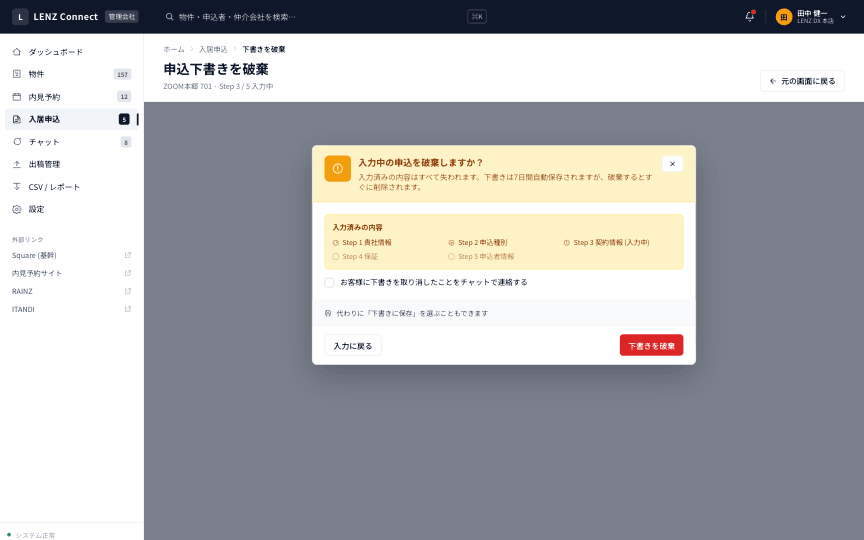 L LENZ Connect 管理会社
物件・申込者・仲介会社を検索…
⌘K
田 田中 健一
LENZ DX 本店
ダッシュボード
物件 157
内見予約 12
入居申込 5
チャット 8
出稿管理
CSV / レポート
設定
外部リンク
Square (基幹)
内見予約サイト
RAINZ
ITANDI
システム正常
ホーム > 入居申込 > 下書きを破棄
申込下書きを破棄
ZOOM本郷 701 · Step 3 / 5 入力中
← 元の画面に戻る
入力中の申込を破棄しますか？
入力済みの内容はすべて失われます。下書きは7日間自動保存されますが、破棄するとす
ぐに削除されます。
入力済みの内容
Step 1 貴社情報
Step 2 申込種別
Step 3 契約情報 (入力中)
Step 4 保証
Step 5 申込者情報
お客様に下書きを取り消したことをチャットで連絡する
代わりに「下書きに保存」を選ぶこともできます
入力に戻る
下書きを破棄